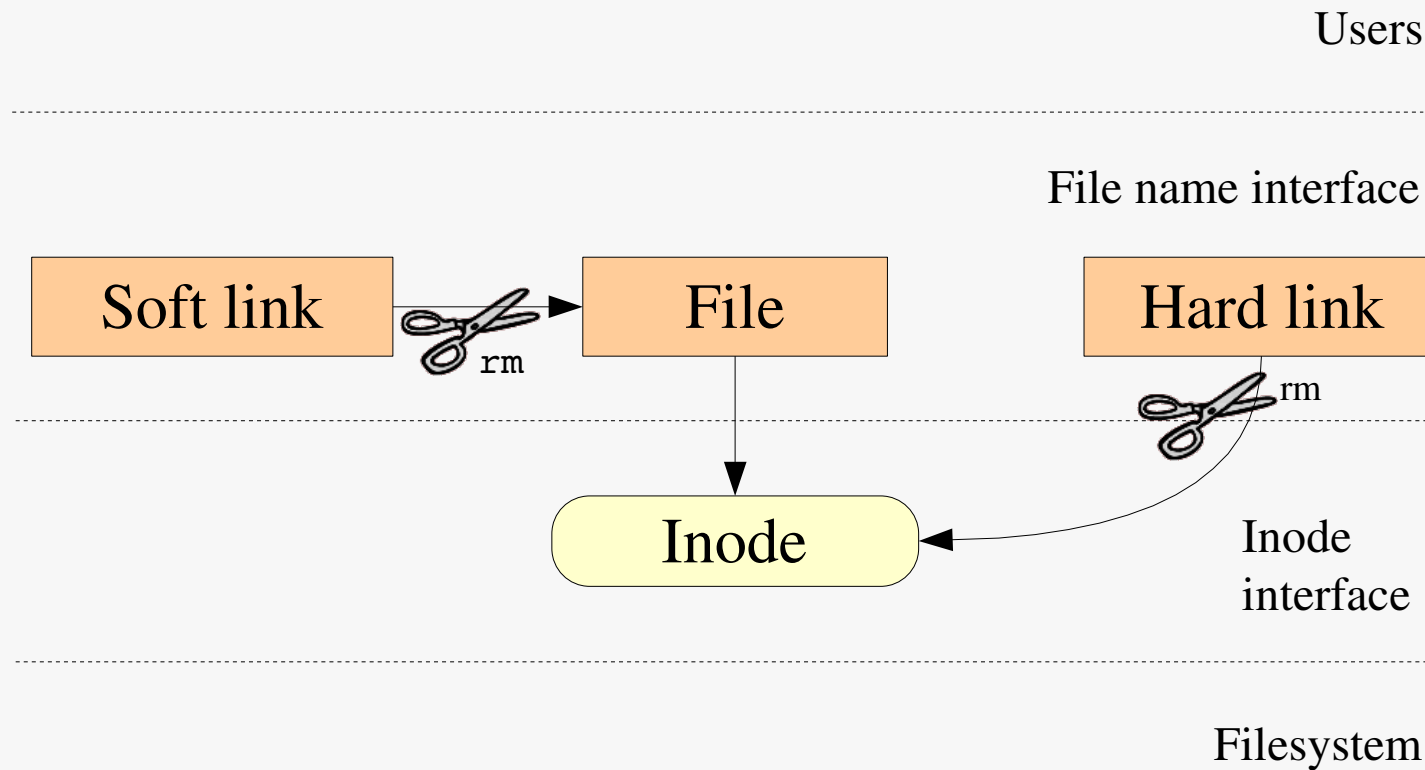 Users
File name interface
Soft link
File
Hard link
rm
rm
Inode
Inode
interface
Filesystem